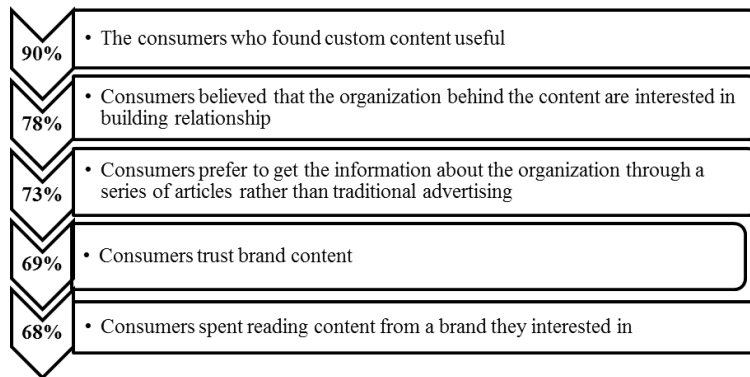 90%
• The consumers who found custom content useful
78%
• Consumers believed that the organization behind the content are interested in
building relationship
73%
• Consumers prefer to get the information about the organization through a
series of articles rather than traditional advertising
69%
• Consumers trust brand content
68%
• Consumers spent reading content from a brand they interested in